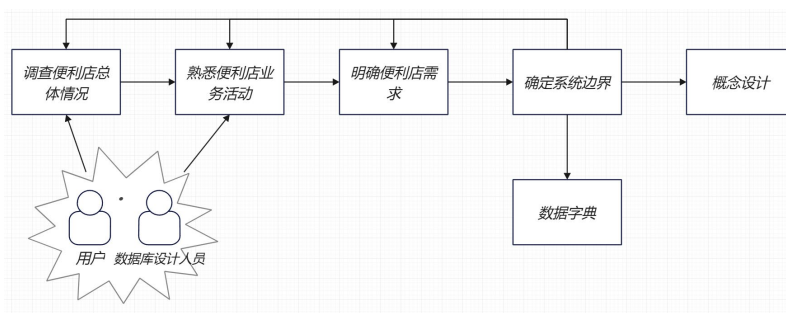 调查便利店总
体情况
熟悉便利店业
务活动
明确便利店需
求
确定系统边界
概念设计
数据字典
用户
数据库设计人员